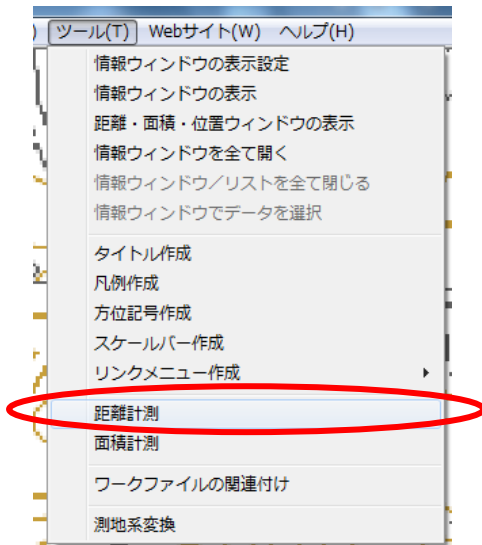 ) ツール(T) Webサイト(W) ヘルプ(H)
情報ウィンドウの表示設定
情報ウィンドウの表示
距離・面積・位置ウィンドウの表示
情報ウィンドウを全て開く
情報ウィンドウ／リストを全て閉じる
情報ウィンドウでデータを選択
タイトル作成
凡例作成
方位記号作成
スケールバー作成
リンクメニュー作成
距離計測
面積計測
ワークファイルの関連付け
測地系変換